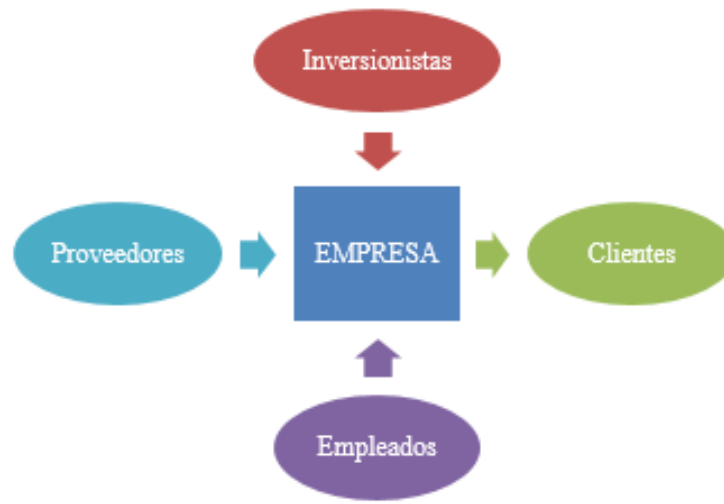 Inversionistas
Proveedores
EMPRESA
Clientes
Empleados